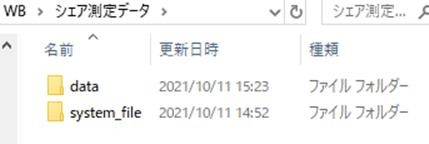 WB > シェア測定データ > シェア測定...
名前 更新日時 種類
data 2021/10/11 15:23 ファイル フォルダー
system_file 2021/10/11 14:52 ファイル フォルダー